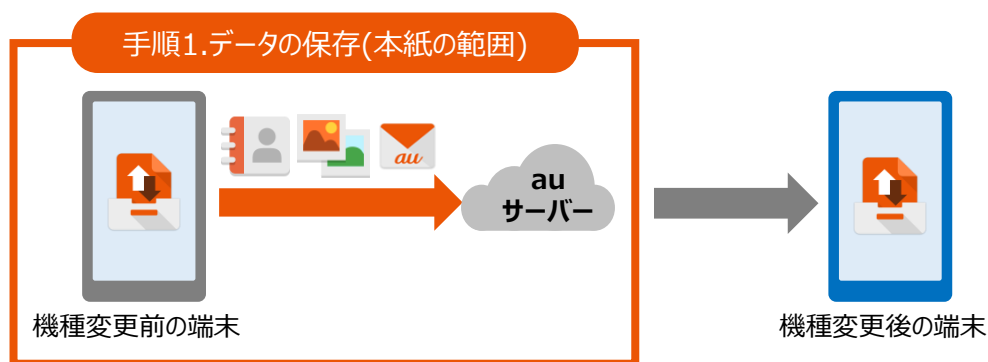 手順1.データの保存(本紙の範囲)
au
au
サーバー
機種変更前の端末
機種変更後の端末